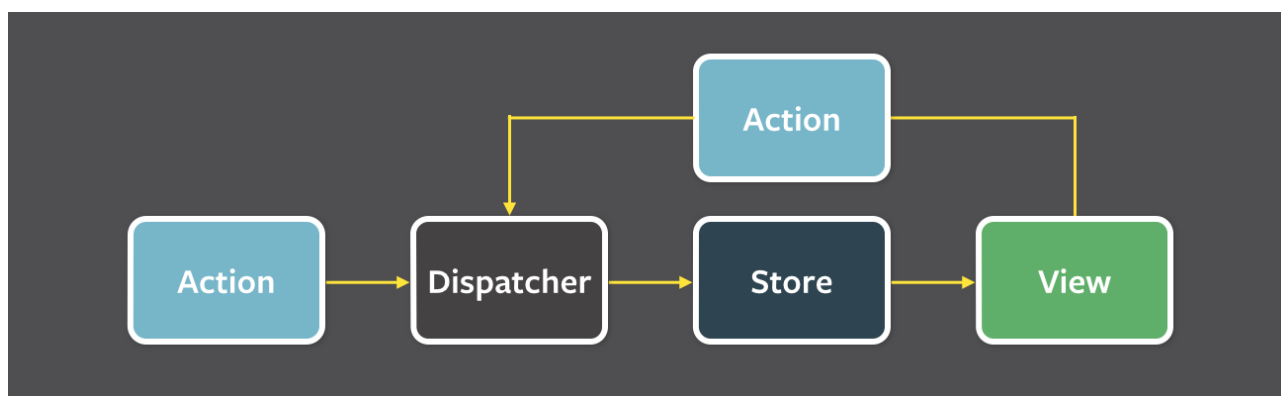 Action
Action
Dispatcher
Store
View